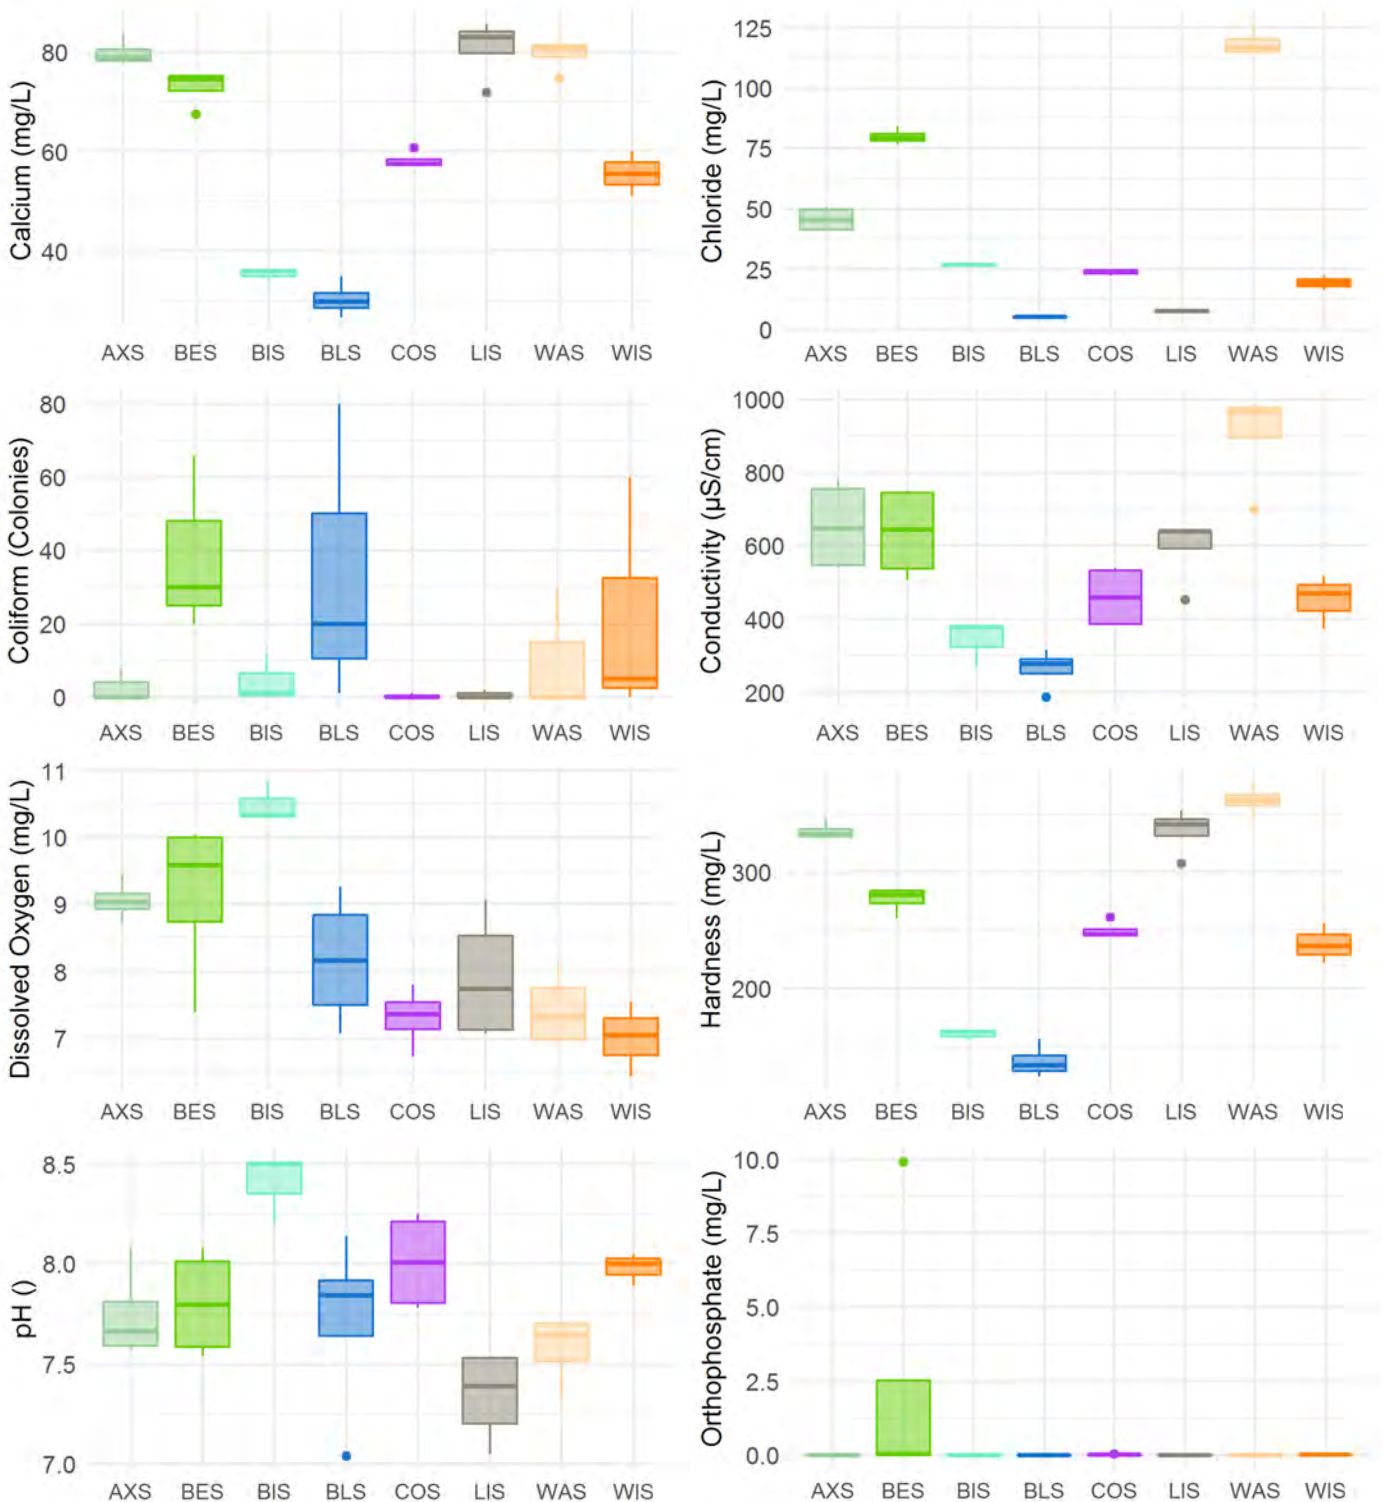 Calcium (mg/L)
80
60
40
AXS BES BIS BLS COS LIS WAS WIS
Chloride (mg/L)
125
100
75
50
25
0
AXS BES BIS BLS COS LIS WAS WIS
Coliform (Colonies)
80
60
40
20
0
AXS BES BIS BLS COS LIS WAS WIS
Conductivity (µS/cm)
1000
800
600
400
200
AXS BES BIS BLS COS LIS WAS WIS
Dissolved Oxygen (mg/L)
11
10
9
8
7
AXS BES BIS BLS COS LIS WAS WIS
Hardness (mg/L)
300
200
AXS BES BIS BLS COS LIS WAS WIS
pH ()
8.5
8.0
7.5
7.0
AXS BES BIS BLS COS LIS WAS WIS
Orthophosphate (mg/L)
10.0
7.5
5.0
2.5
0.0
AXS BES BIS BLS COS LIS WAS WIS